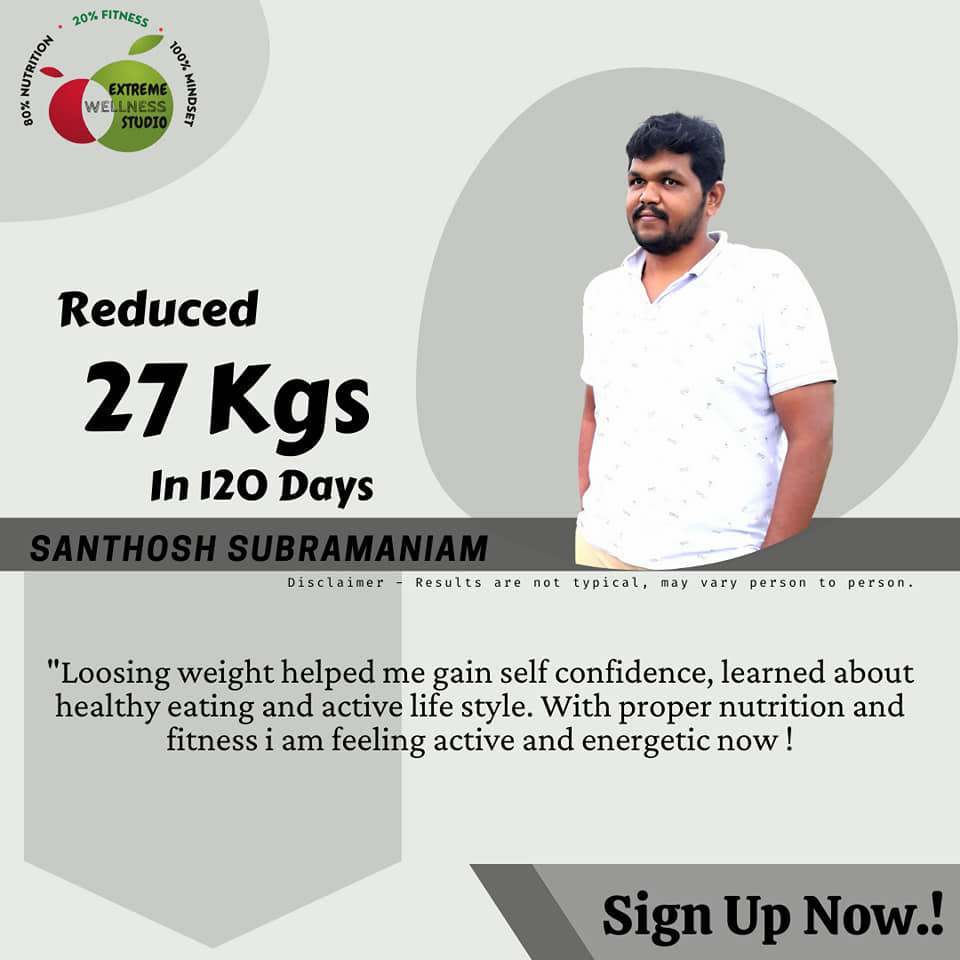 80% NUTRITION • 20% FITNESS • 100% MINDSET
EXTREME
WELLNESS
STUDIO
Reduced
27 Kgs
In 120 Days
SANTHOSH SUBRAMANIAM
Disclaimer - Results are not typical, may vary person to person.
"Loosing weight helped me gain self confidence, learned about
healthy eating and active life style. With proper nutrition and
fitness i am feeling active and energetic now !
Sign Up Now.!